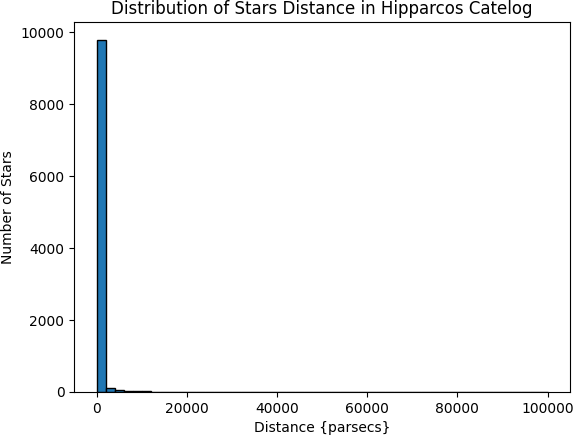 Distribution of Stars Distance in Hipparcos Catelog
10000
8000
6000
4000
2000
0
Number of Stars
0 20000 40000 60000 80000 100000
Distance {parsecs}